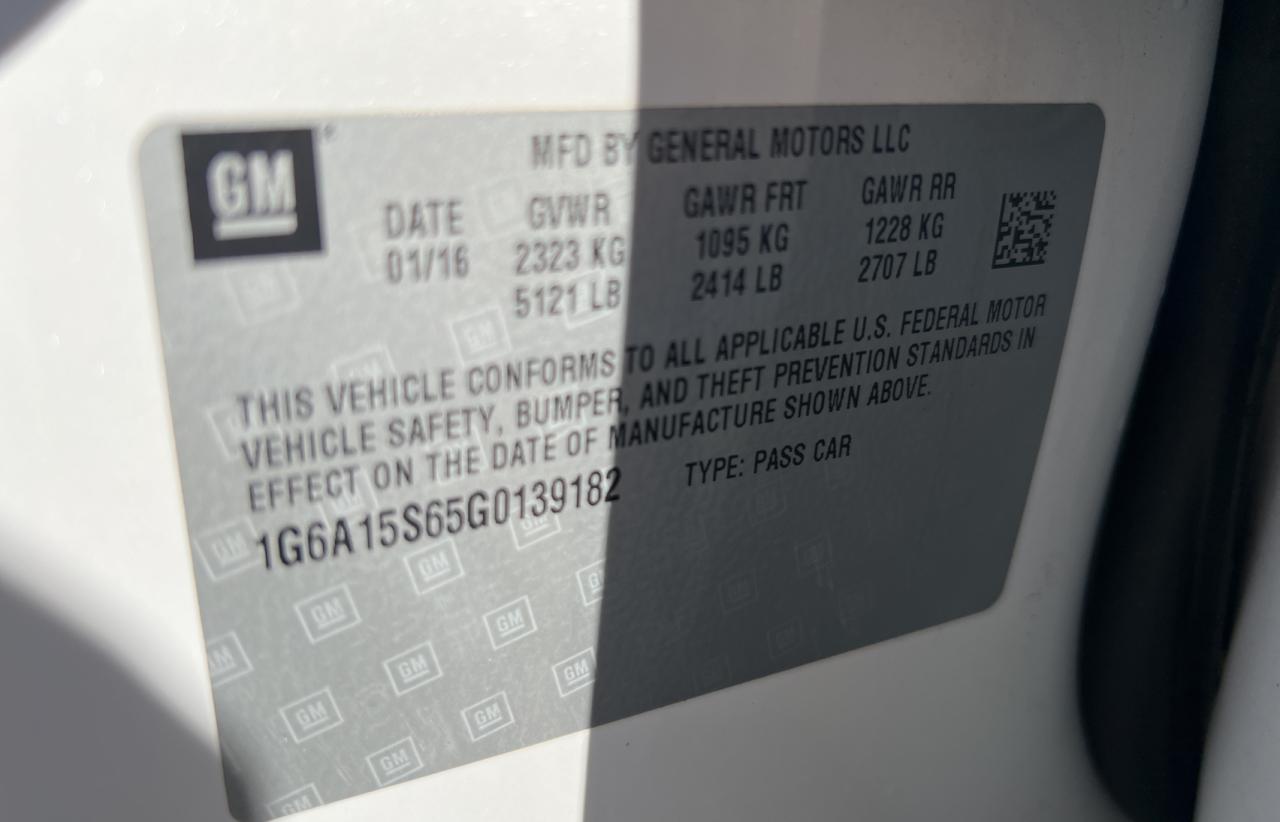 GM
MFD BY GENERAL MOTORS LLC
DATE GVWR GAWR FRT GAWR RR
01/16 2323 KG 1095 KG 1228 KG
5121 LB 2414 LB 2707 LB
THIS VEHICLE CONFORMS TO ALL APPLICABLE U.S. FEDERAL MOTOR
VEHICLE SAFETY, BUMPER, AND THEFT PREVENTION STANDARDS IN
EFFECT ON THE DATE OF MANUFACTURE SHOWN ABOVE.
1G6A15S65G0139182 TYPE: PASS CAR